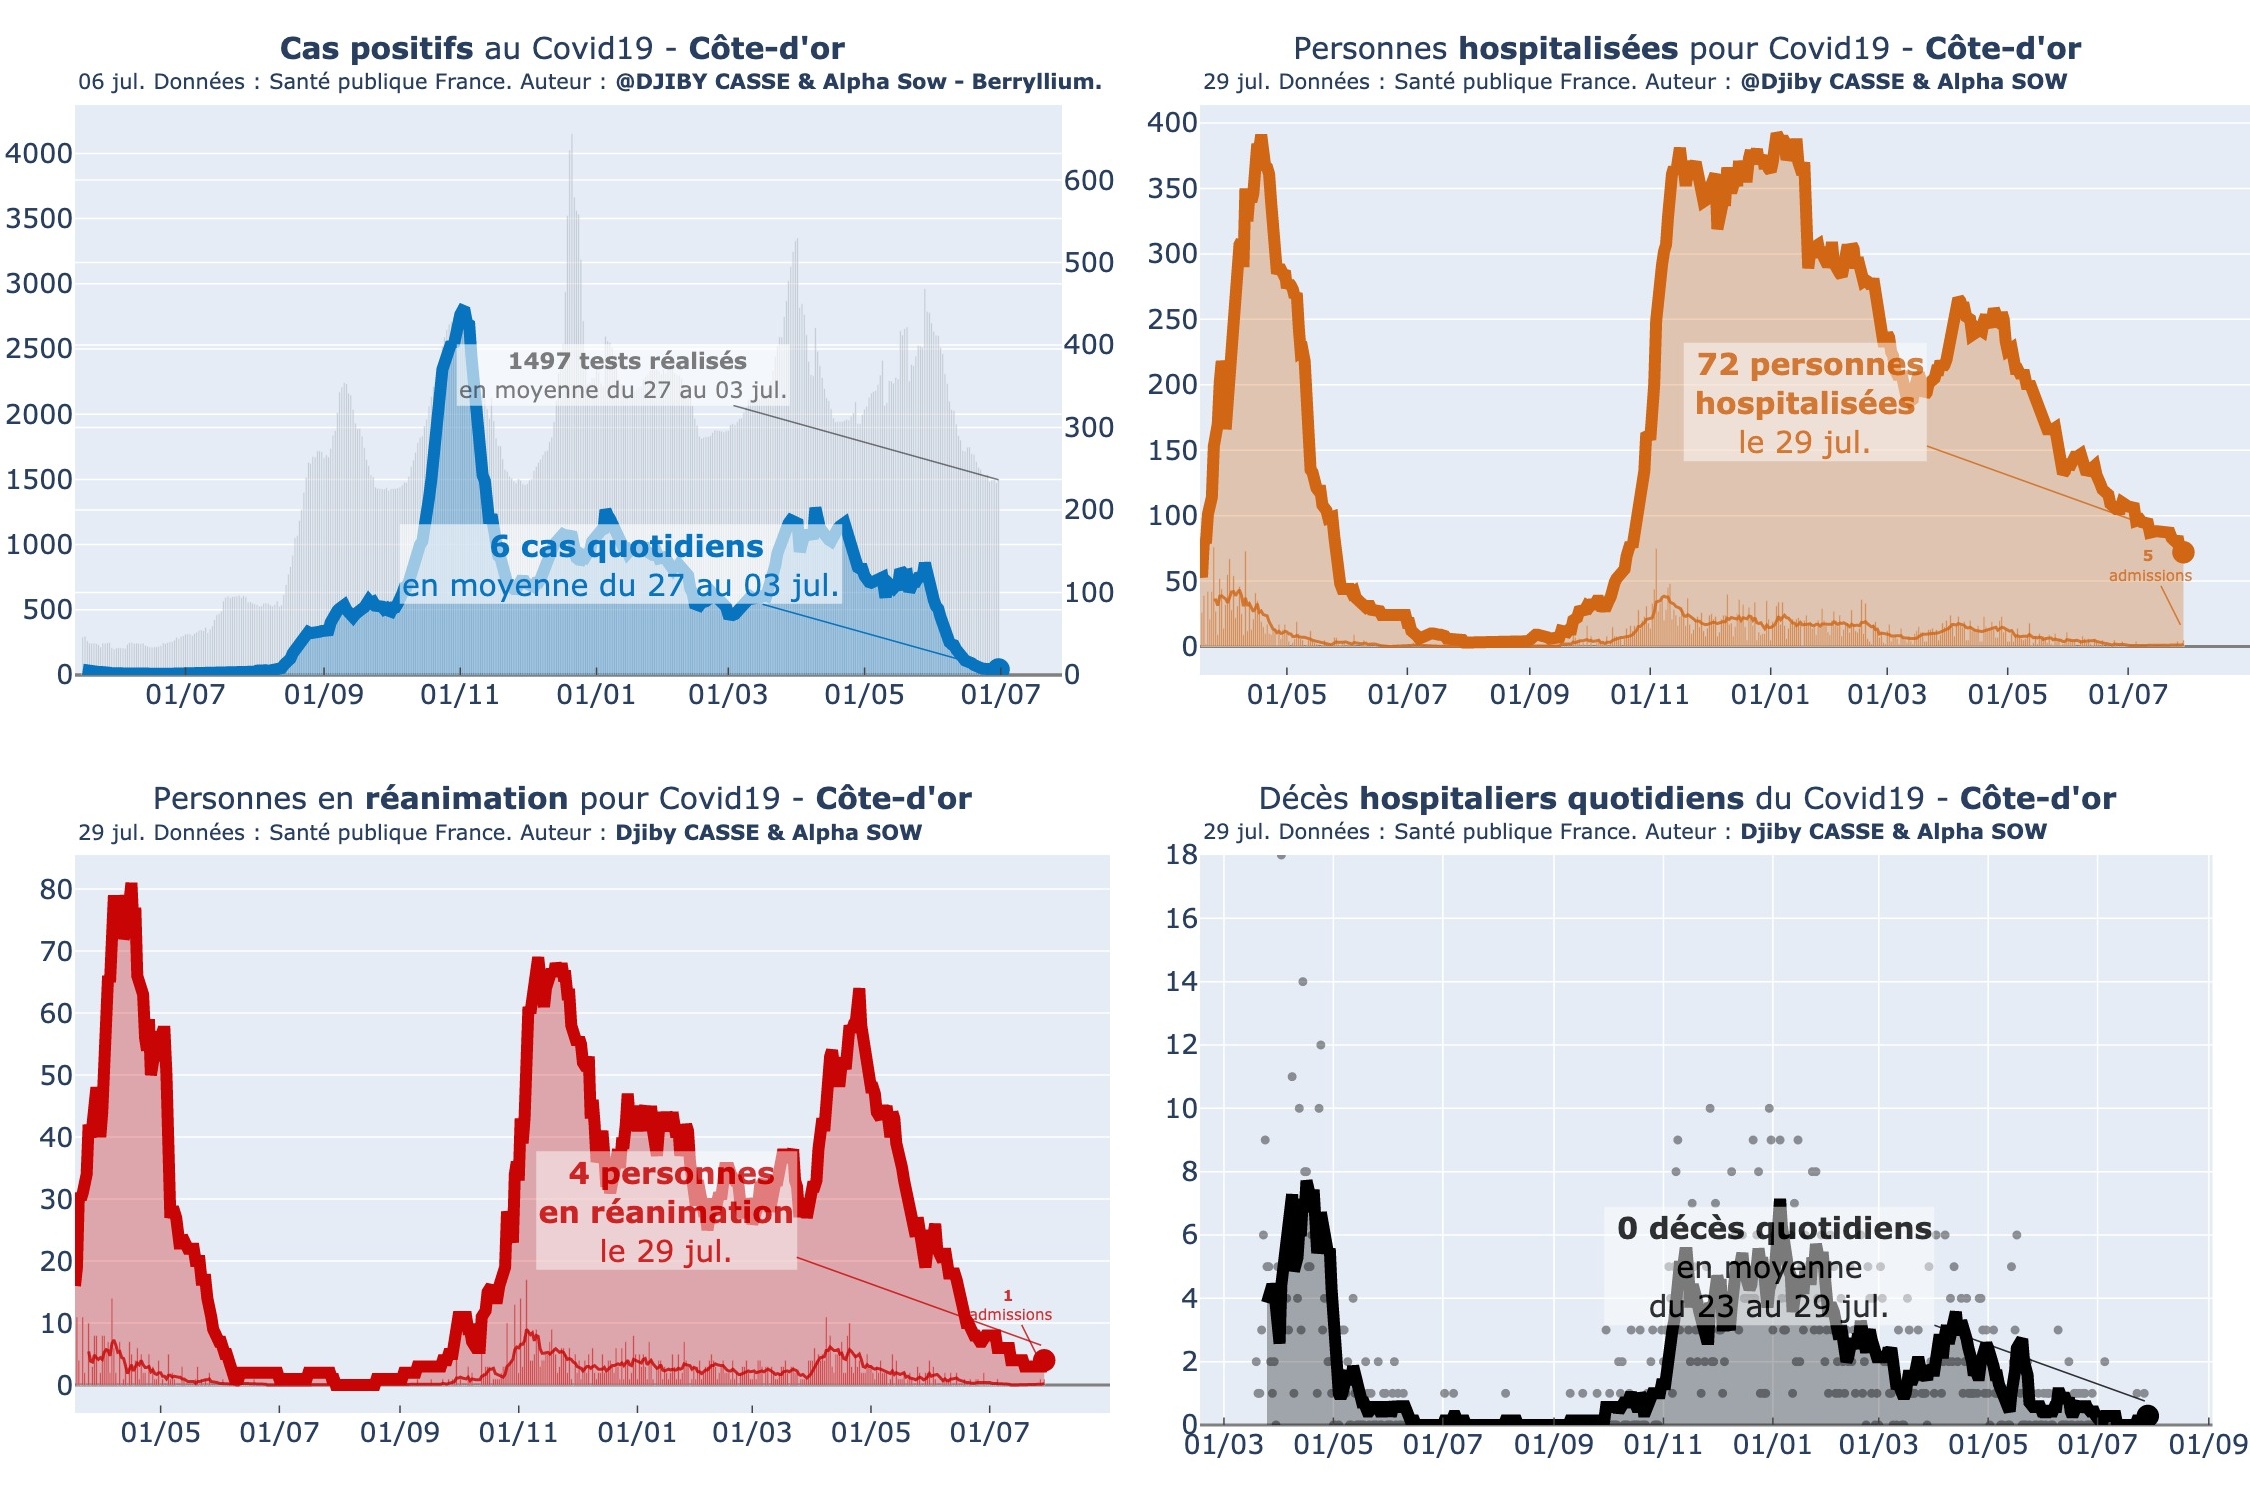 Cas positifs au Covid19 - Côte-d'or
06 jul. Données : Santé publique France. Auteur : @DJIBY CASSE & Alpha Sow - Berryllium.
4000
3500
3000
2500
2000
1500
1000
500
0
600
500
400
300
200
100
0
1497 tests réalisés
en moyenne du 27 au 03 jul.
6 cas quotidiens
en moyenne du 27 au 03 jul.
01/07 01/09 01/11 01/01 01/03 01/05 01/07
Personnes hospitalisées pour Covid19 - Côte-d'or
29 jul. Données : Santé publique France. Auteur : @Djiby CASSE & Alpha SOW
400
350
300
250
200
150
100
50
0
72 personnes
hospitalisées
le 29 jul.
5
admissions
01/05 01/07 01/09 01/11 01/01 01/03 01/05 01/07
Personnes en réanimation pour Covid19 - Côte-d'or
29 jul. Données : Santé publique France. Auteur : Djiby CASSE & Alpha SOW
80
70
60
50
40
30
20
10
0
4 personnes
en réanimation
le 29 jul.
1
admissions
01/05 01/07 01/09 01/11 01/01 01/03 01/05 01/07
Décès hospitaliers quotidiens du Covid19 - Côte-d'or
29 jul. Données : Santé publique France. Auteur : Djiby CASSE & Alpha SOW
18
16
14
12
10
8
6
4
2
0
0 décès quotidiens
en moyenne
du 23 au 29 jul.
01/03 01/05 01/07 01/09 01/11 01/01 01/03 01/05 01/07 01/09